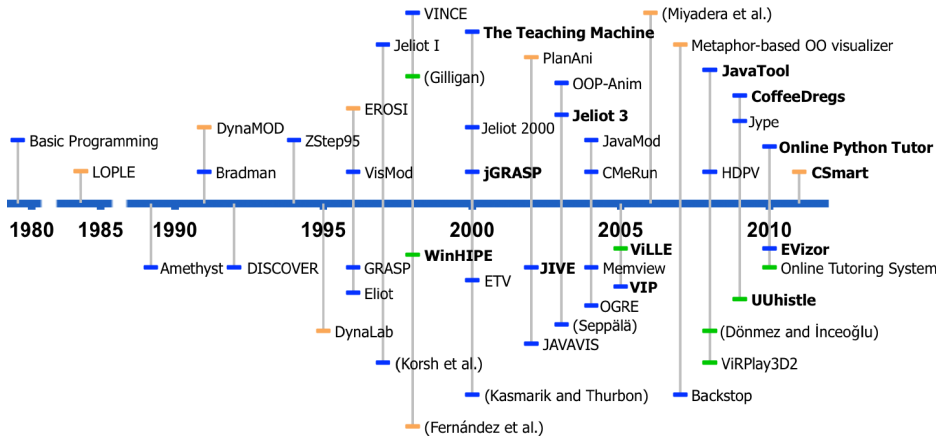 VINCE
(Miyadera et al.)
The Teaching Machine
Jeliot I
Metaphor-based OO visualizer
PlanAni
JavaTool
(Gilligan)
OOP-Anim
CoffeeDregs
EROSI
Jeliot 3
Jype
DynaMOD
Jeliot 2000
Basic Programming
ZStep95
JavaMod
Online Python Tutor
LOPLE
Bradman
VisMod
jGRASP
CMeRun
HDPV
CSmart
1980
1985
1990
1995
2000
2005
2010
WinHIPE
ViLLE
EVizor
Amethyst
DISCOVER
GRASP
JIVE
Memview
Online Tutoring System
ETV
VIP
Eliot
UUhistle
OGRE
(Seppälä)
DynaLab
(Dönmez and İnceoğlu)
JAVAVIS
(Korsh et al.)
ViRPlay3D2
(Kasmarik and Thurbon)
Backstop
(Fernández et al.)